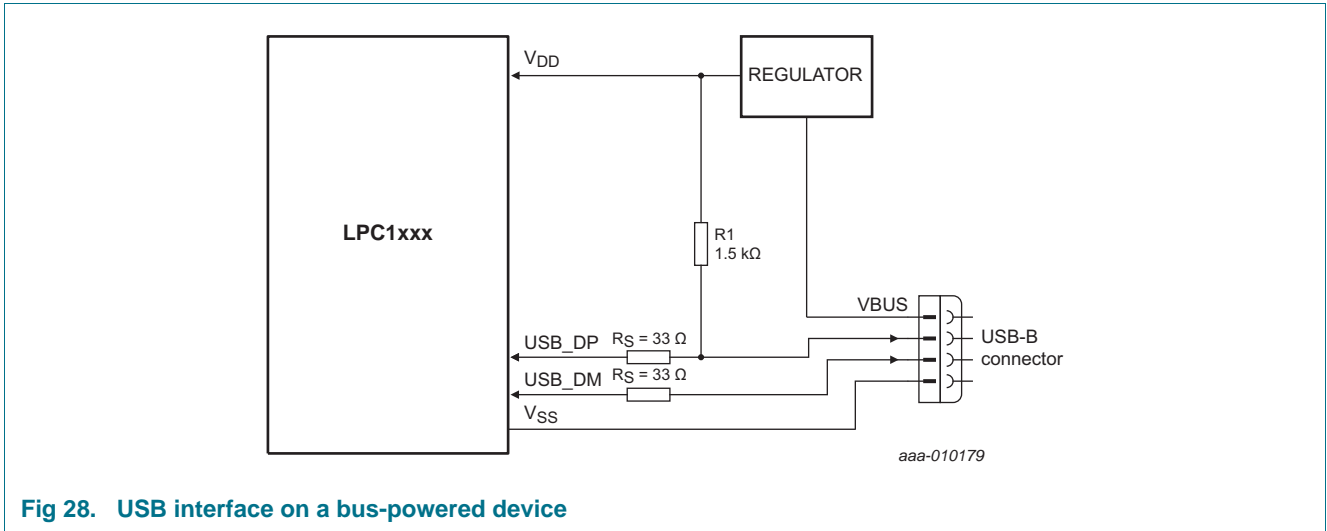 VDD
REGULATOR
LPC1xxx
R1
1.5 kΩ
VBUS
USB_DP RS = 33 Ω
USB-B
connector
USB_DM RS = 33 Ω
VSS
aaa-010179
Fig 28. USB interface on a bus-powered device